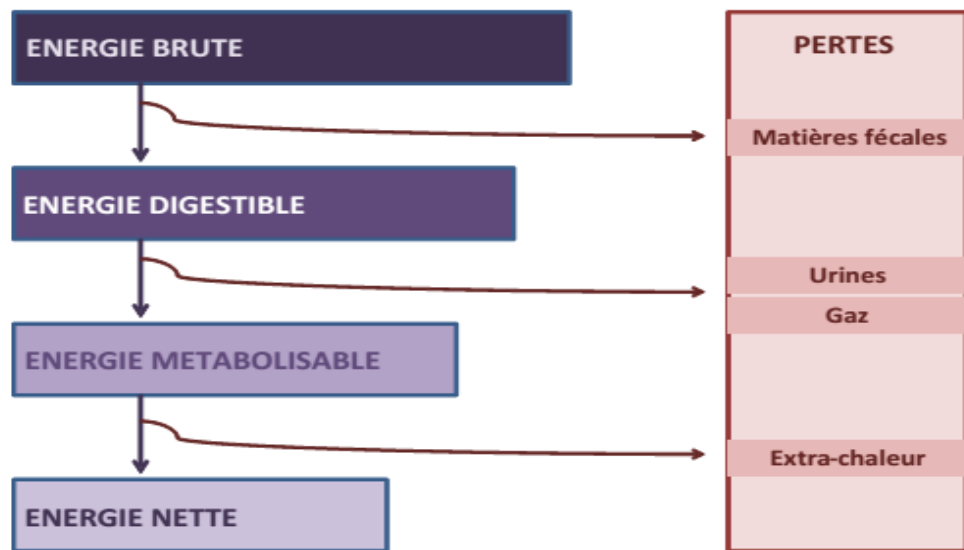 ENERGIE BRUTE
PERTES
Matières fécales
ENERGIE DIGESTIBLE
Urines
Gaz
ENERGIE METABOLISABLE
Extra-chaleur
ENERGIE NETTE